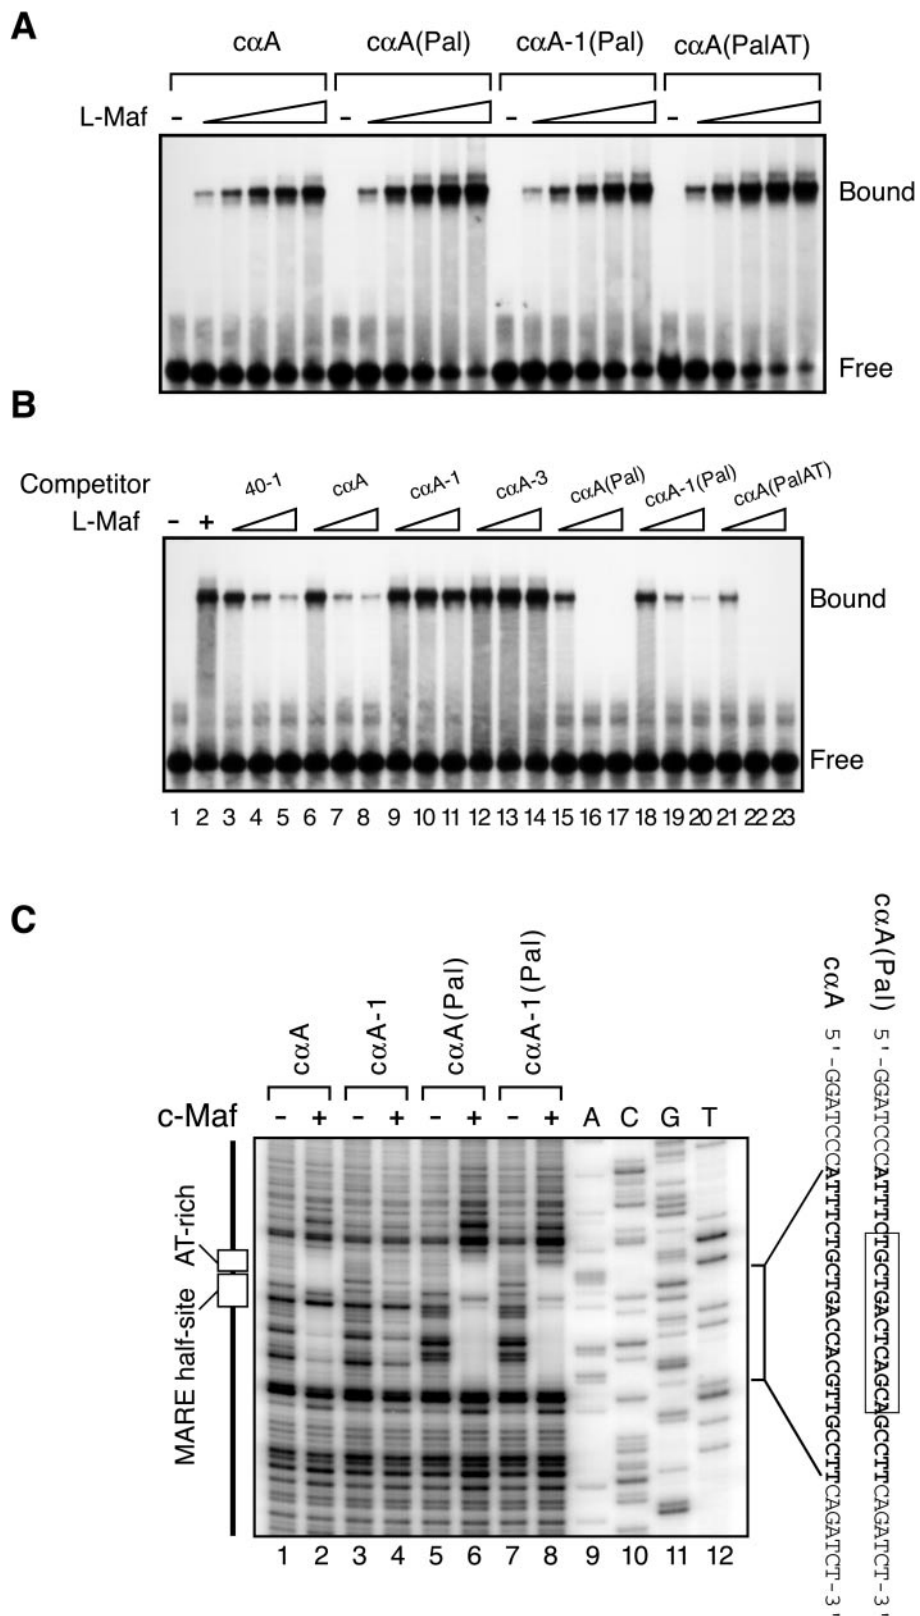 A
cαA cαA(Pal) cαA-1(Pal) cαA(PalAT)
L-Maf - - - -
Bound
Free
B
Competitor 40-1 cαA cαA-1 cαA-3 cαA(Pal) cαA-1(Pal) cαA(PalAT)
L-Maf - +
Bound
Free
1 2 3 4 5 6 7 8 9 10 11 12 13 14 15 16 17 18 19 20 21 22 23
C
cαA cαA-1 cαA(Pal) cαA-1(Pal)
c-Maf - + - + - + - + A C G T
AT-rich
MARE half-site
1 2 3 4 5 6 7 8 9 10 11 12
cαA 5'-GGATCCCATTTCTGCTGACCACGTTGCCTTCAGATCT-3'
cαA(Pal) 5'-GGATCCCATTTCTGCTGACTCAGCAGCCTTCAGATCT-3'